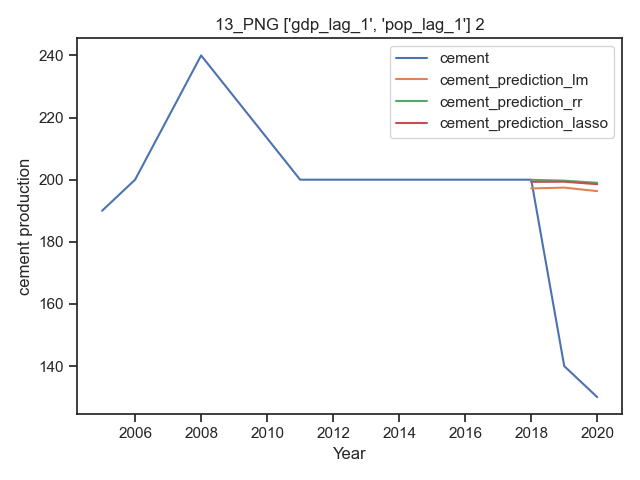 13_PNG ['gdp_lag_1', 'pop_lag_1'] 2
cement
cement_prediction_lm
cement_prediction_rr
cement_prediction_lasso
cement production
240
220
200
180
160
140
2006 2008 2010 2012 2014 2016 2018 2020
Year